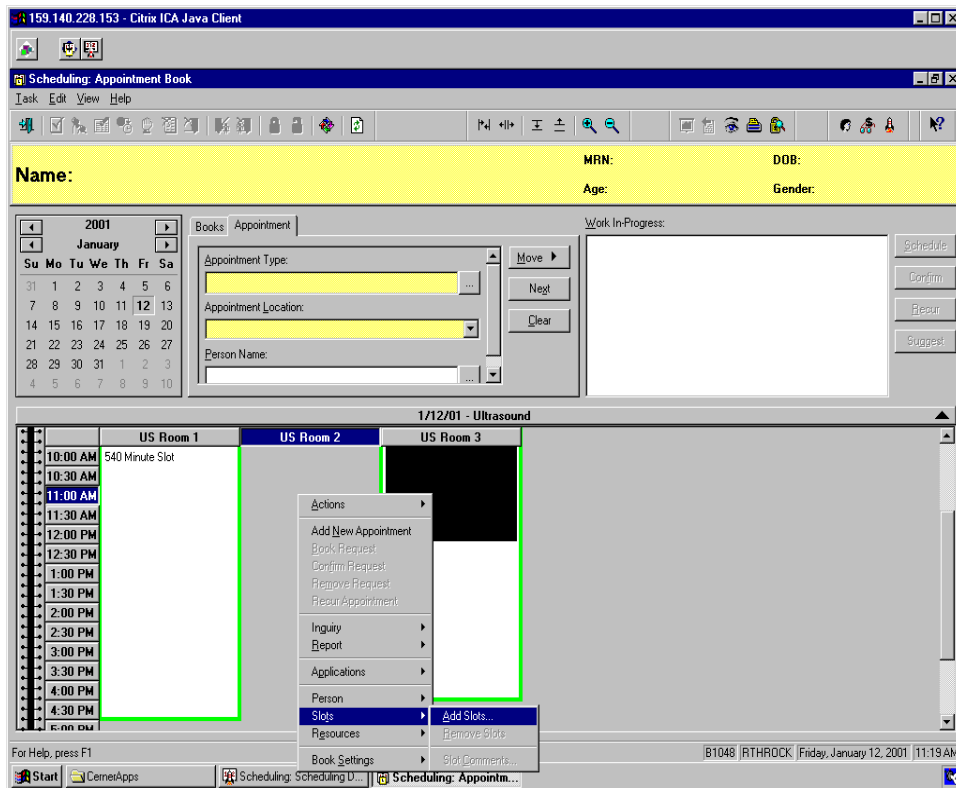 159.140.228.153 - Citrix ICA Java Client
Scheduling: Appointment Book
Task Edit View Help
Name:
MRN: DOB:
Age: Gender:
2001
January
Su Mo Tu We Th Fr Sa
31 1 2 3 4 5 6
7 8 9 10 11 12 13
14 15 16 17 18 19 20
21 22 23 24 25 26 27
28 29 30 31 1 2 3
4 5 6 7 8 9 10
Books Appointment
Appointment Type:
...
Appointment Location:
Person Name:
...
Move
Next
Clear
Work In-Progress:
Schedule
Confirm
Recur
Suggest
1/12/01 - Ultrasound
US Room 1 US Room 2 US Room 3
10:00 AM 540 Minute Slot
10:30 AM
11:00 AM
11:30 AM
12:00 PM
12:30 PM
1:00 PM
1:30 PM
2:00 PM
2:30 PM
3:00 PM
3:30 PM
4:00 PM
4:30 PM
5:00 PM
Actions
Add New Appointment
Book Request
Confirm Request
Remove Request
Recur Appointment
Inquiry
Report
Applications
Person
Slots
Resources
Book Settings
Add Slots...
Remove Slots
Slot Comments...
For Help, press F1
B1048 RTHROCK Friday, January 12, 2001 11:19 AM
Start CernerApps Scheduling: Scheduling D... Scheduling: Appointm...